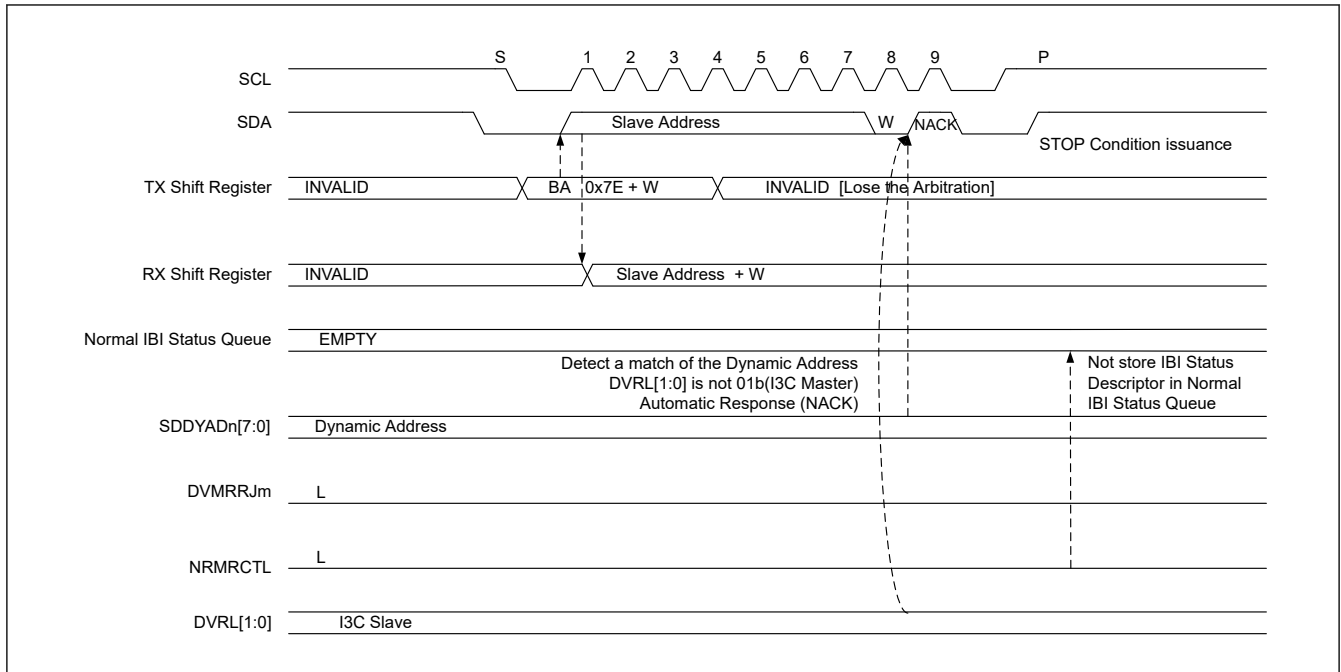 S 1 2 3 4 5 6 7 8 9 P
SCL
SDA Slave Address W NACK
STOP Condition issuance
TX Shift Register INVALID BA 0x7E + W INVALID [Lose the Arbitration]
RX Shift Register INVALID Slave Address + W
Normal IBI Status Queue EMPTY
Detect a match of the Dynamic Address
DVRL[1:0] is not 01b(I3C Master)
Automatic Response (NACK)
Not store IBI Status
Descriptor in Normal
IBI Status Queue
SDDYADn[7:0] Dynamic Address
DVMRRJm L
NRMRCTL L
DVRL[1:0] I3C Slave